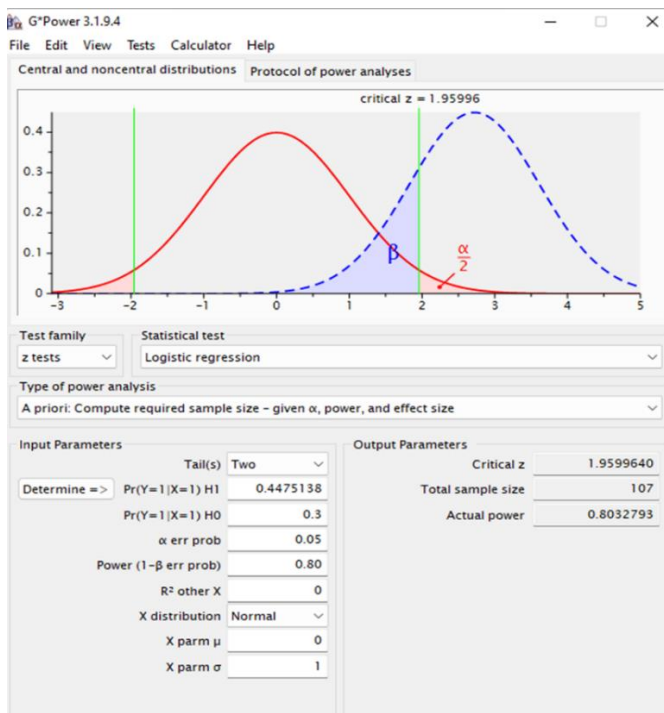 G*Power 3.1.9.4
File Edit View Tests Calculator Help
Central and noncentral distributions Protocol of power analyses
critical z = 1.95996
0.4
0.3
0.2
0.1
0
β
α
2
-3 -2 -1 0 1 2 3 4 5
Test family Statistical test
z tests Logistic regression
Type of power analysis
A priori: Compute required sample size – given α, power, and effect size
Input Parameters Output Parameters
Tail(s) Two Critical z 1.9599640
Determine => Pr(Y=1|X=1) H1 0.4475138 Total sample size 107
Pr(Y=1|X=1) H0 0.3 Actual power 0.8032793
α err prob 0.05
Power (1-β err prob) 0.80
R² other X 0
X distribution Normal
X parm μ 0
X parm σ 1